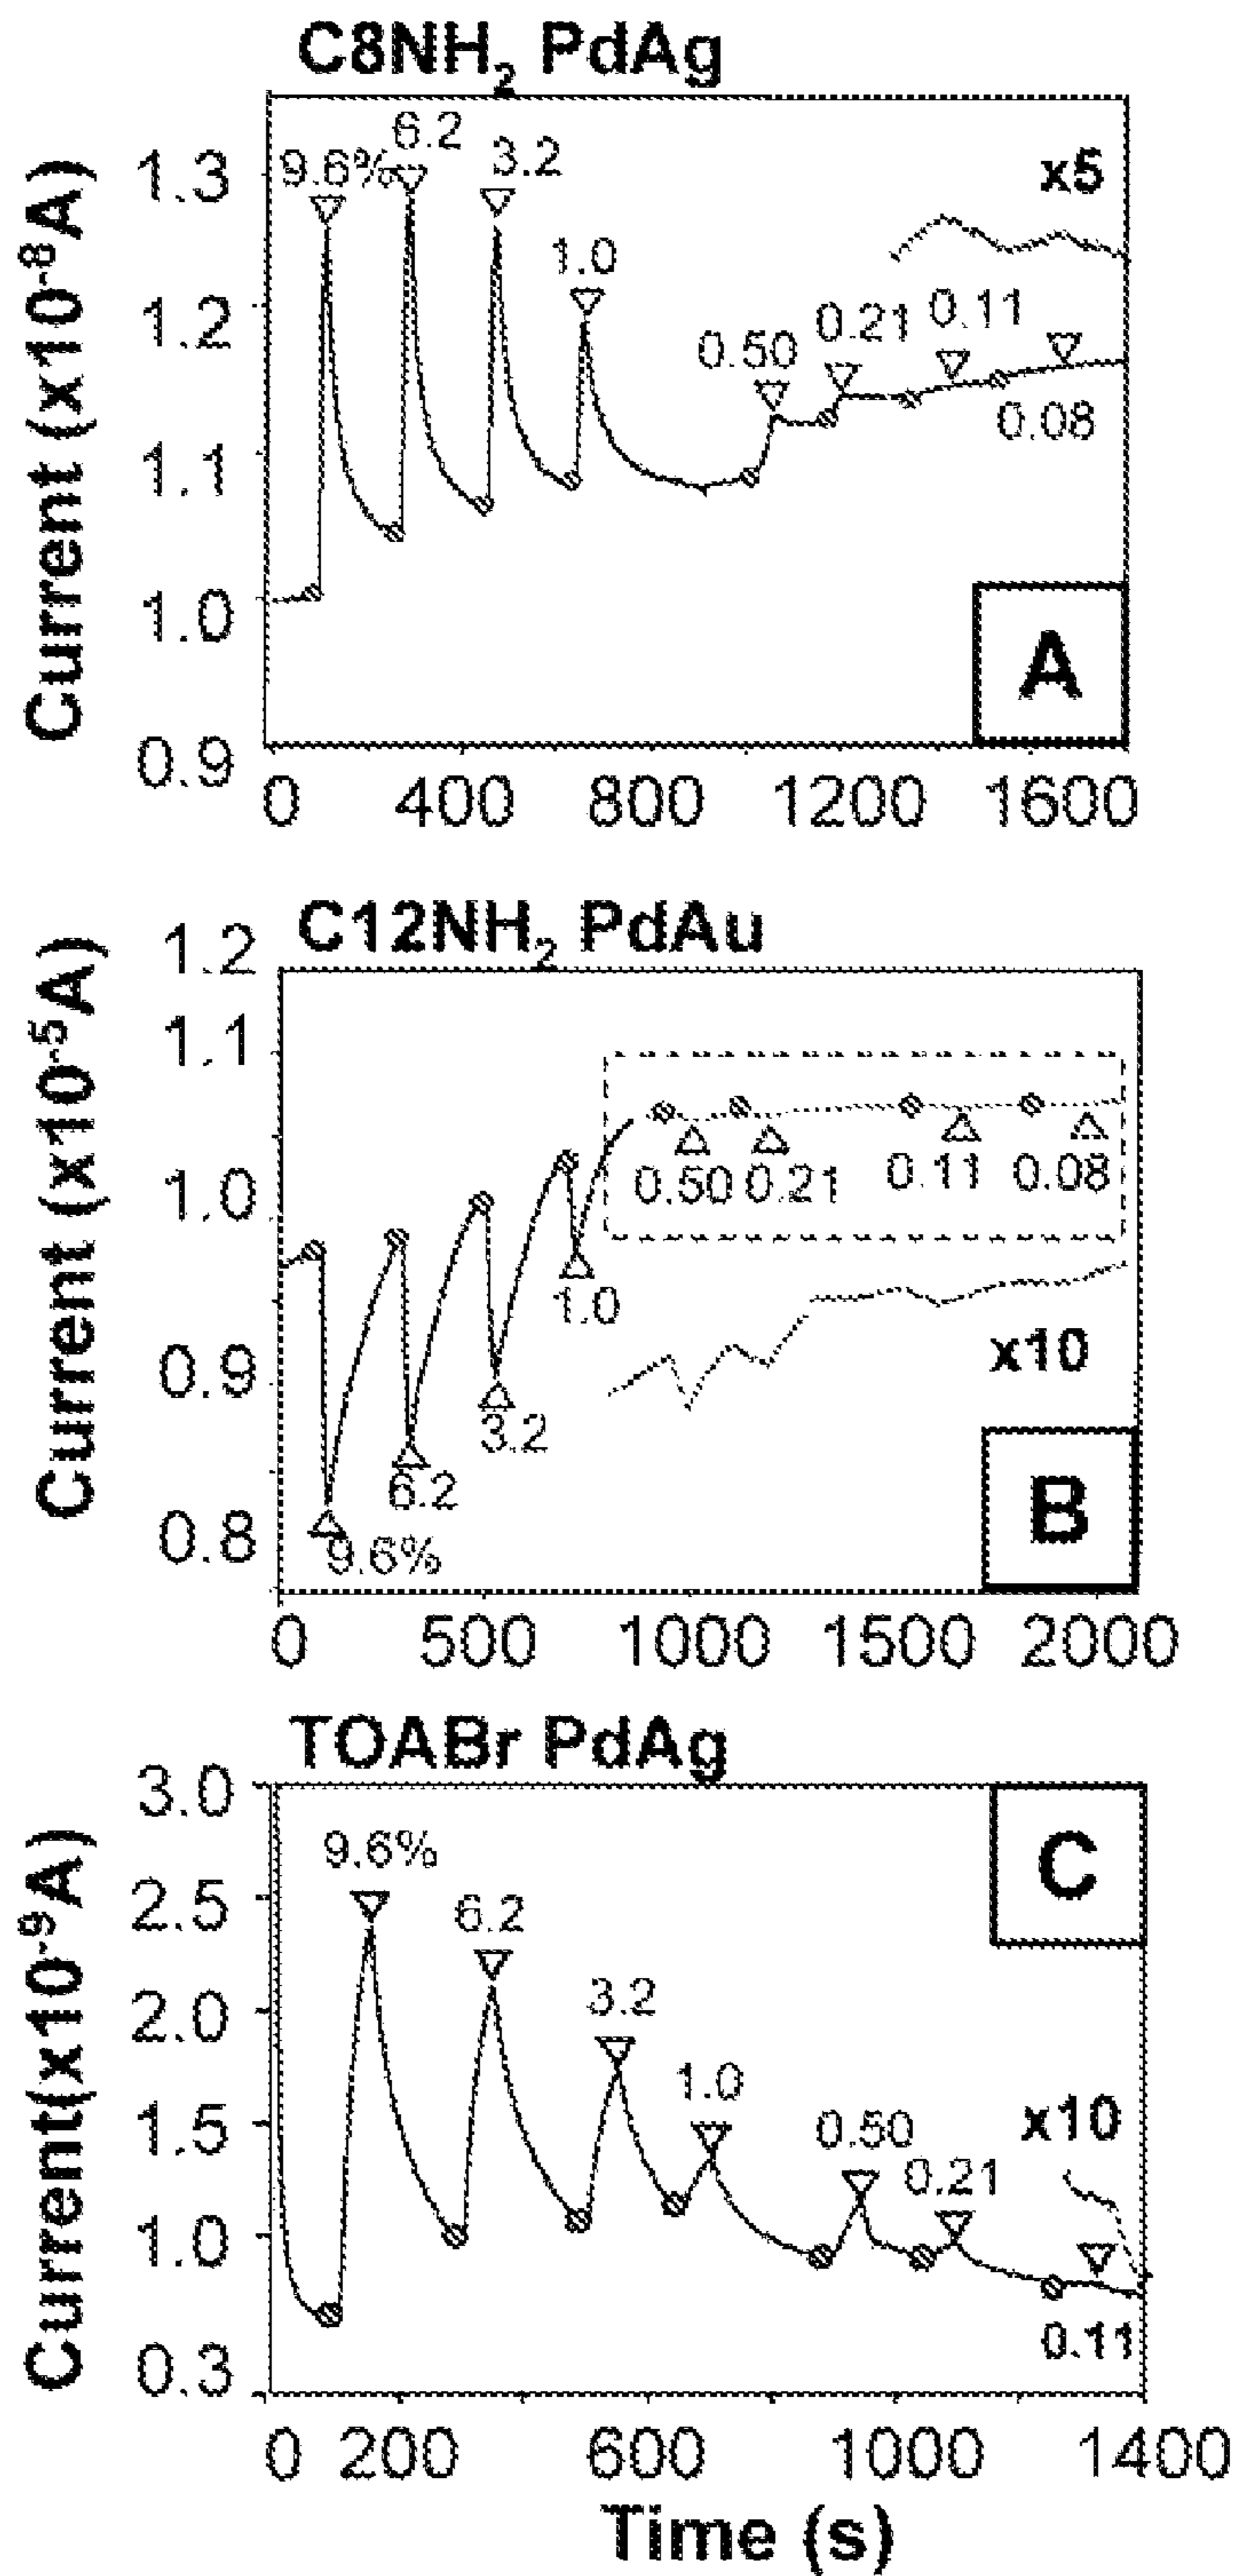 C8NH₂ PdAg
Current (x10⁻⁸A)
1.3
1.2
1.1
1.0
0.9
9.6%
6.2
3.2
1.0
0.50
0.21
0.11
0.08
x5
A
0 400 800 1200 1600
C12NH₂ PdAu
Current (x10⁻⁵A)
1.2
1.1
1.0
0.9
0.8
0.50 0.21 0.11 0.08
1.0
3.2
6.2
9.6%
x10
B
0 500 1000 1500 2000
TOABr PdAg
Current(x10⁻⁹A)
3.0
2.5
2.0
1.5
1.0
0.3
9.6%
6.2
3.2
1.0
0.50
0.21
0.11
x10
C
0 200 600 1000 1400
Time (s)